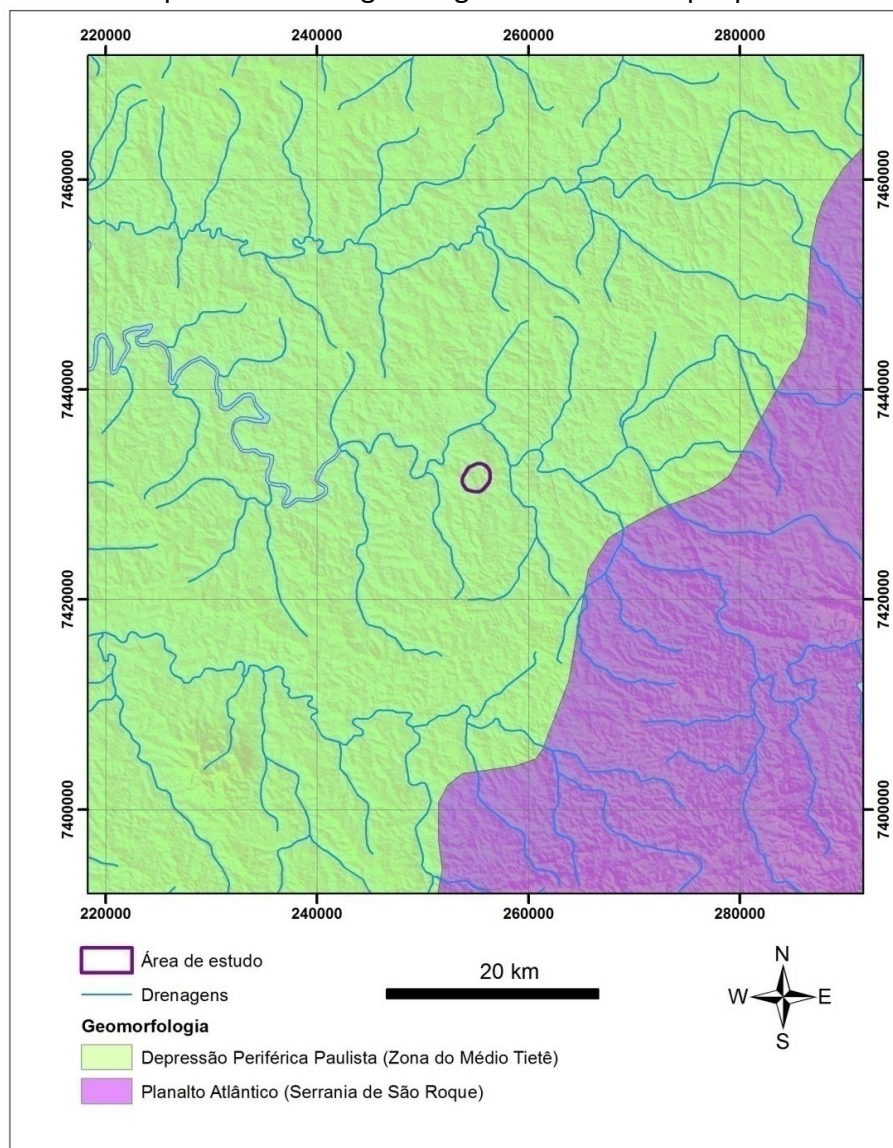 220000
240000
260000
280000
7460000
7460000
7440000
7440000
7420000
7420000
7400000
7400000
220000
240000
260000
280000
Área de estudo
Drenagens
Geomorfologia
Depressão Periférica Paulista (Zona do Médio Tietê)
Planalto Atlântico (Serrania de São Roque)
20 km
N
W
E
S